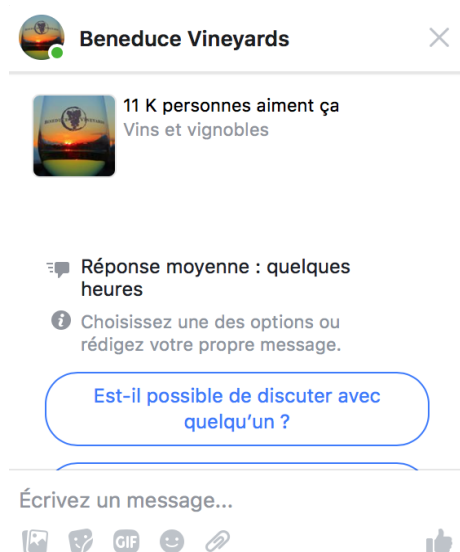 Beneduce Vineyards
11 K personnes aiment ça
Vins et vignobles
Réponse moyenne : quelques
heures
Choisissez une des options ou
rédigez votre propre message.
Est-il possible de discuter avec
quelqu’un ?
Écrivez un message...
GIF